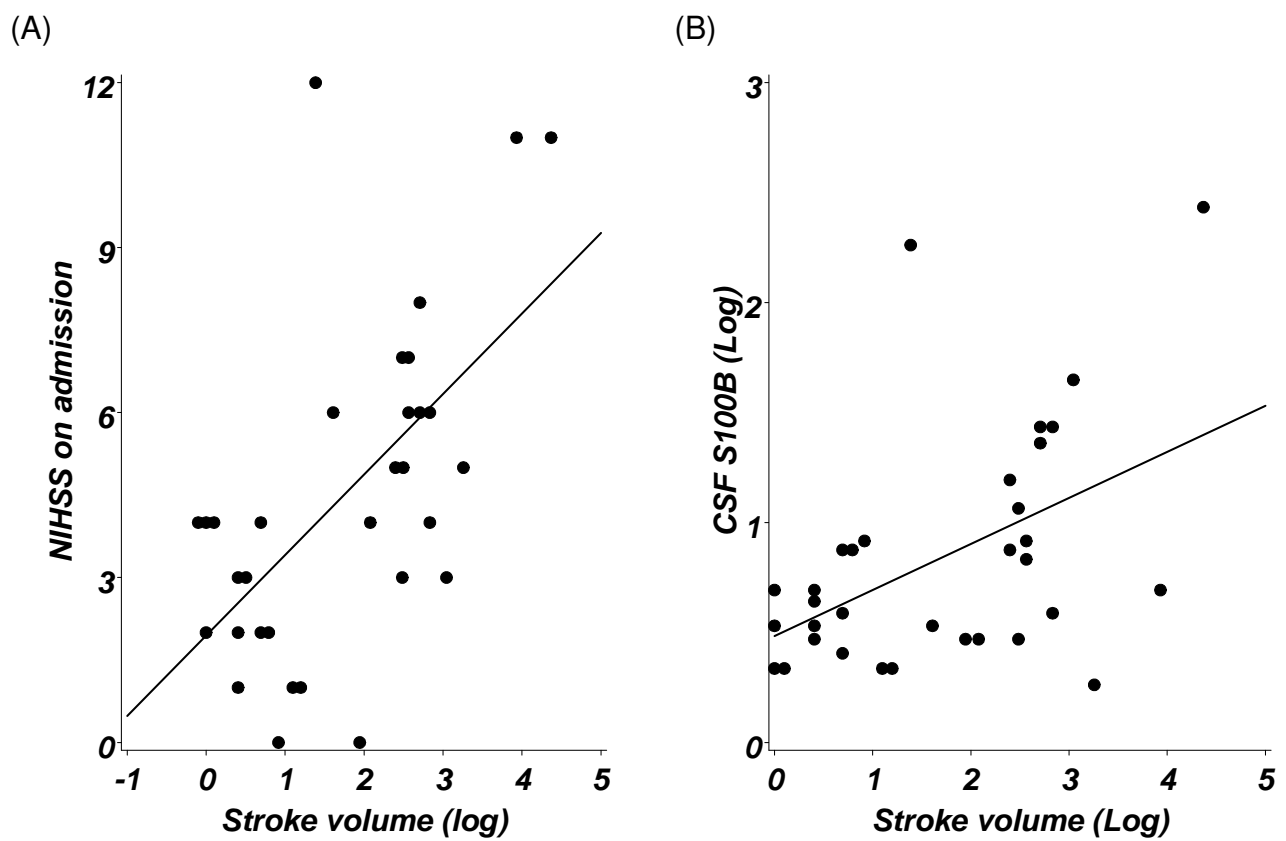 (A)
12
9
6
3
0
NIHSS on admission
-1 0 1 2 3 4 5
Stroke volume (log)
(B)
3
2
1
0
CSF S100B (Log)
0 1 2 3 4 5
Stroke volume (Log)